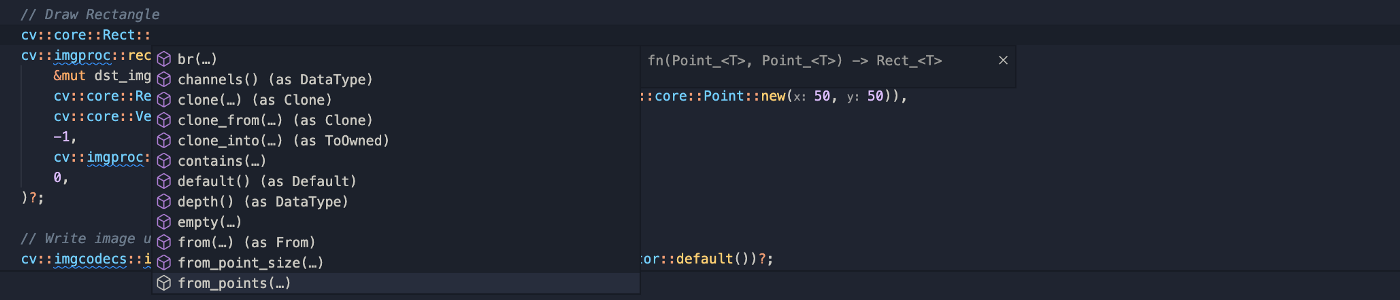 // Draw Rectangle
cv::core::Rect::
cv::imgproc::rec
br(…)
fn(Point_<T>, Point_<T>) -> Rect_<T>
&mut dst_img
channels() (as DataType)
cv::core::Re
clone(…) (as Clone)
::core::Point::new(x: 50, y: 50)),
cv::core::Ve
clone_from(…) (as Clone)
-1,
clone_into(…) (as ToOwned)
cv::imgproc:
contains(…)
0,
default() (as Default)
)?;
depth() (as DataType)
empty(…)
// Write image u
from(…) (as From)
cv::imgcodecs::i
from_point_size(…)
or::default())?;
from_points(…)